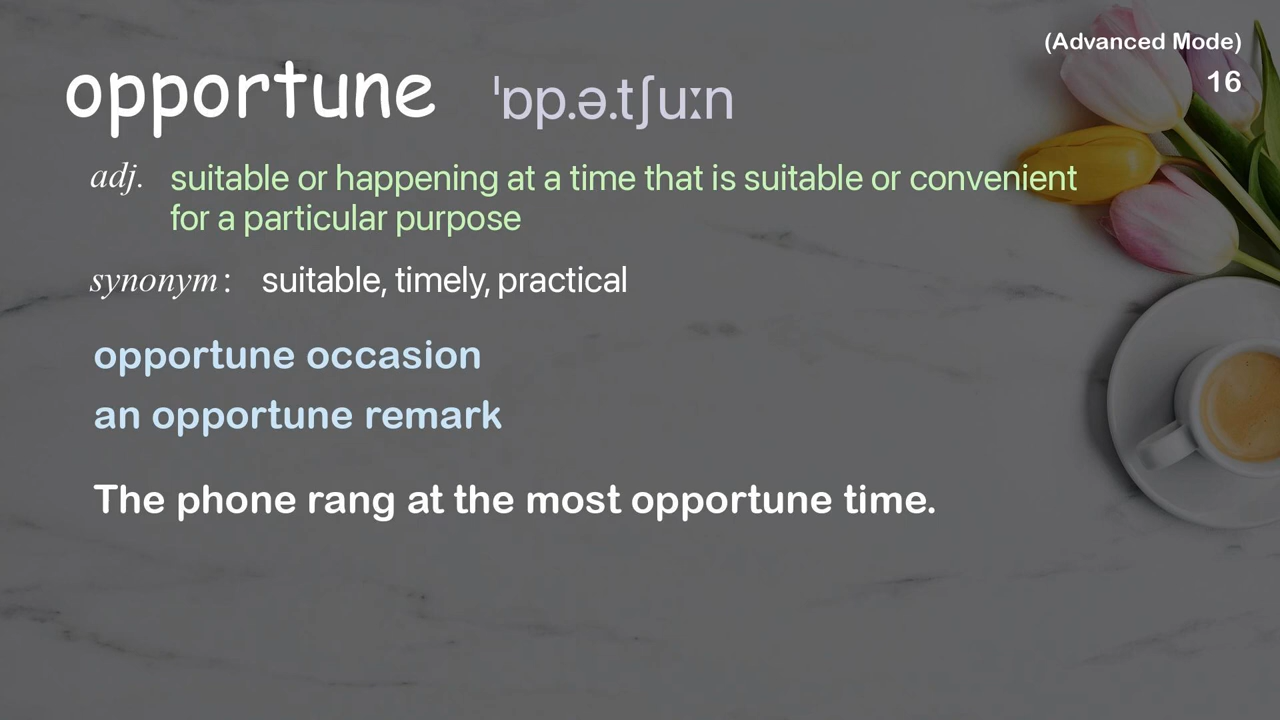 (Advanced Mode)
16
opportune ˈɒp.ə.tʃuːn
adj. suitable or happening at a time that is suitable or convenient
for a particular purpose
synonym: suitable, timely, practical
opportune occasion
an opportune remark
The phone rang at the most opportune time.